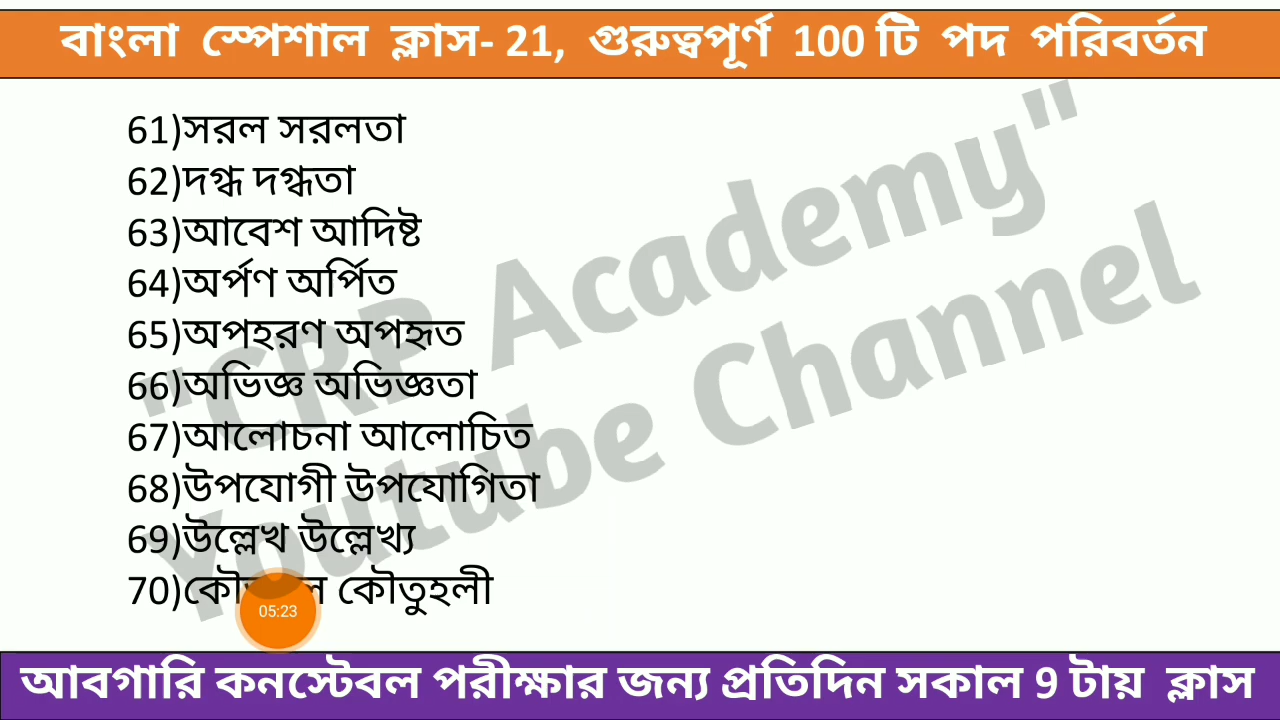 বাংলা স্পেশাল ক্লাস- 21, গুরুত্বপূর্ণ 100 টি পদ পরিবর্তন
61)সরল সরলতা
62)দগ্ধ দগ্ধতা
63)আবেশ আদিষ্ট
64)অর্পণ অর্পিত
65)অপহরণ অপহৃত
66)অভিজ্ঞ অভিজ্ঞতা
67)আলোচনা আলোচিত
68)উপযোগী উপযোগিতা
69)উল্লেখ উল্লেখ্য
70) কৌতুহলী
05:23
"CRP Academy"
Youtube Channel
আবগারি কনস্টেবল পরীক্ষার জন্য প্রতিদিন সকাল 9 টায় ক্লাস